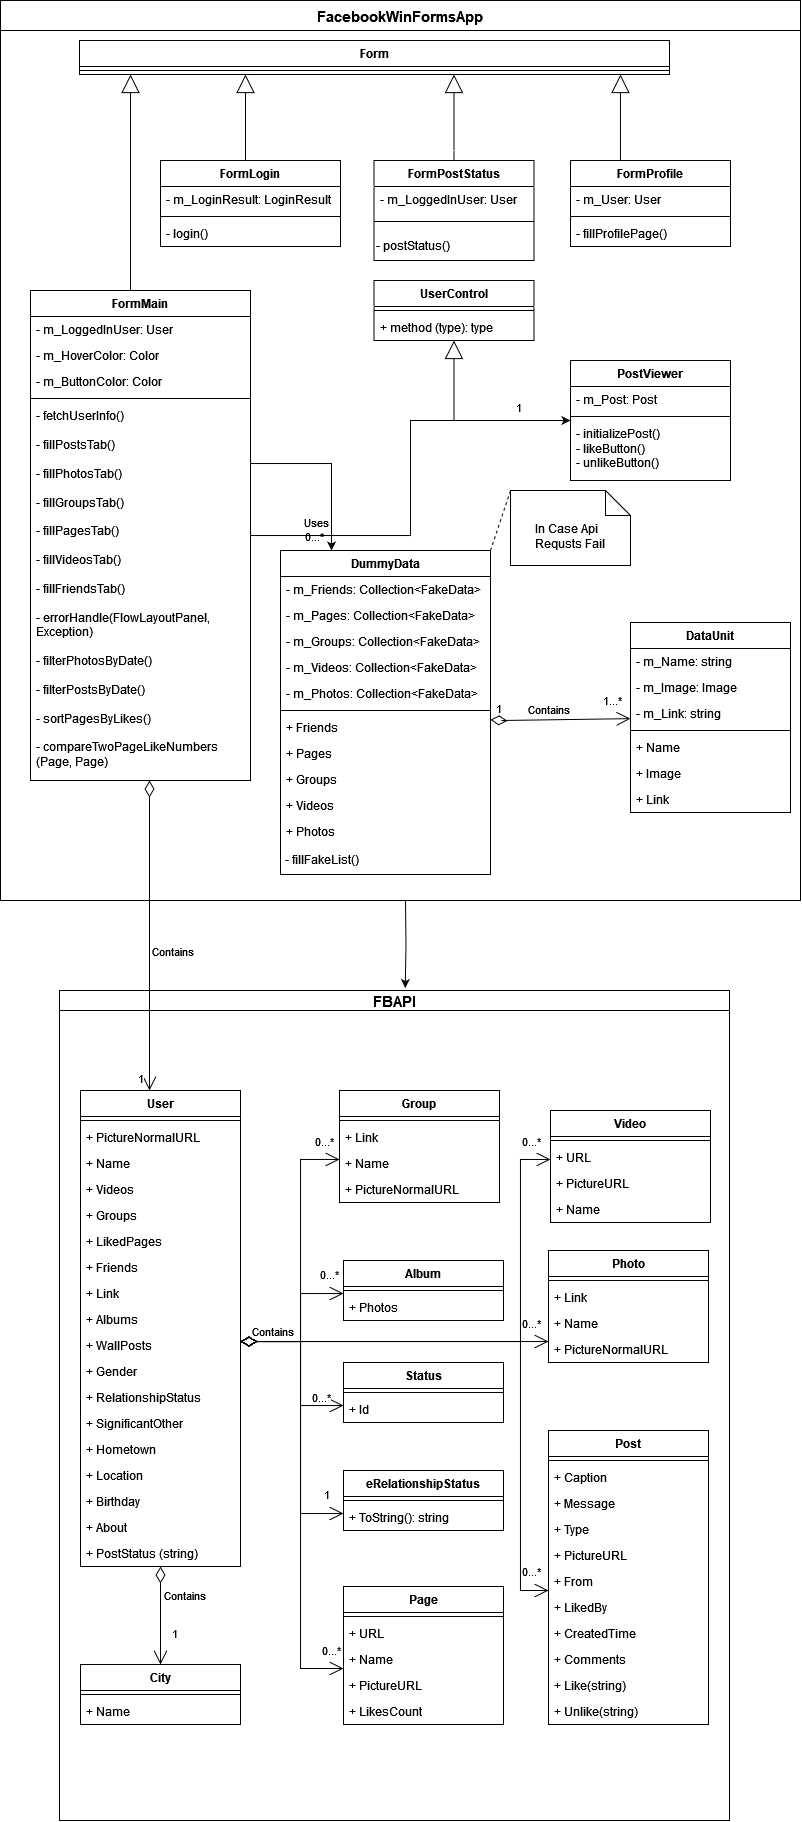 FacebookWinFormsApp
Form
FormLogin
- m_LoginResult: LoginResult
- login()
FormPostStatus
- m_LoggedInUser: User
- postStatus()
FormProfile
- m_User: User
- fillProfilePage()
FormMain
- m_LoggedInUser: User
- m_HoverColor: Color
- m_ButtonColor: Color
- fetchUserInfo()
- fillPostsTab()
- fillPhotosTab()
- fillGroupsTab()
- fillPagesTab()
- fillVideosTab()
- fillFriendsTab()
- errorHandle(FlowLayoutPanel,
Exception)
- filterPhotosByDate()
- filterPostsByDate()
- sortPagesByLikes()
- compareTwoPageLikeNumbers
(Page, Page)
UserControl
+ method (type): type
1
PostViewer
- m_Post: Post
- initializePost()
- likeButton()
- unlikeButton()
Uses
0...*
In Case Api
Requsts Fail
DummyData
- m_Friends: Collection<FakeData>
- m_Pages: Collection<FakeData>
- m_Groups: Collection<FakeData>
- m_Videos: Collection<FakeData>
- m_Photos: Collection<FakeData>
+ Friends
+ Pages
+ Groups
+ Videos
+ Photos
- fillFakeList()
1
Contains
1...*
DataUnit
- m_Name: string
- m_Image: Image
- m_Link: string
+ Name
+ Image
+ Link
Contains
1
FBAPI
User
+ PictureNormalURL
+ Name
+ Videos
+ Groups
+ LikedPages
+ Friends
+ Link
+ Albums
+ WallPosts
+ Gender
+ RelationshipStatus
+ SignificantOther
+ Hometown
+ Location
+ Birthday
+ About
+ PostStatus (string)
Contains
1
City
+ Name
Contains
0...*
Group
+ Link
+ Name
+ PictureNormalURL
0...*
Album
+ Photos
0...*
Status
+ Id
1
eRelationshipStatus
+ ToString(): string
0...*
Page
+ URL
+ Name
+ PictureURL
+ LikesCount
0...*
Video
+ URL
+ PictureURL
+ Name
0...*
Photo
+ Link
+ Name
+ PictureNormalURL
0...*
Post
+ Caption
+ Message
+ Type
+ PictureURL
+ From
+ LikedBy
+ CreatedTime
+ Comments
+ Like(string)
+ Unlike(string)